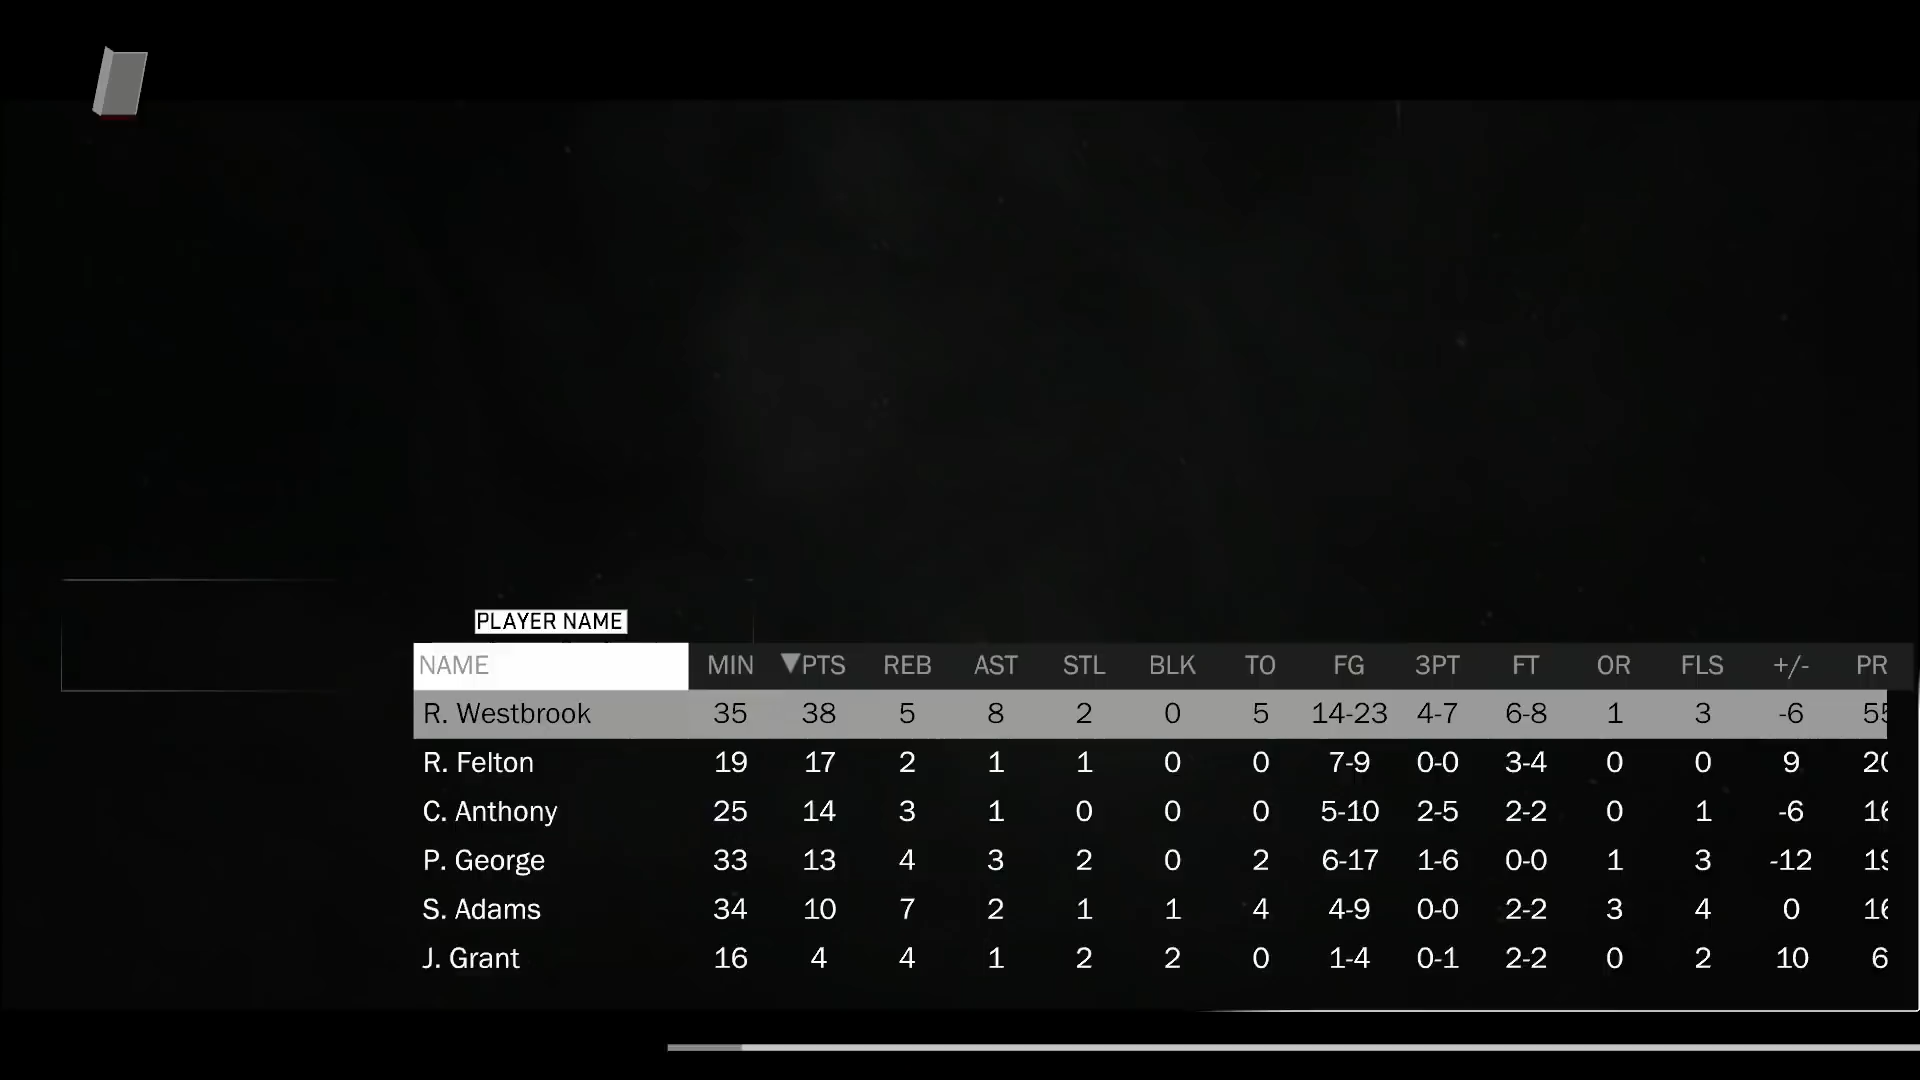 PLAYER NAME
NAME MIN ▼PTS REB AST STL BLK TO FG 3PT FT OR FLS +/- PR
R. Westbrook 35 38 5 8 2 0 5 14-23 4-7 6-8 1 3 -6 55
R. Felton 19 17 2 1 1 0 0 7-9 0-0 3-4 0 0 9 20
C. Anthony 25 14 3 1 0 0 0 5-10 2-5 2-2 0 1 -6 16
P. George 33 13 4 3 2 0 2 6-17 1-6 0-0 1 3 -12 19
S. Adams 34 10 7 2 1 1 4 4-9 0-0 2-2 3 4 0 16
J. Grant 16 4 4 1 2 2 0 1-4 0-1 2-2 0 2 10 6